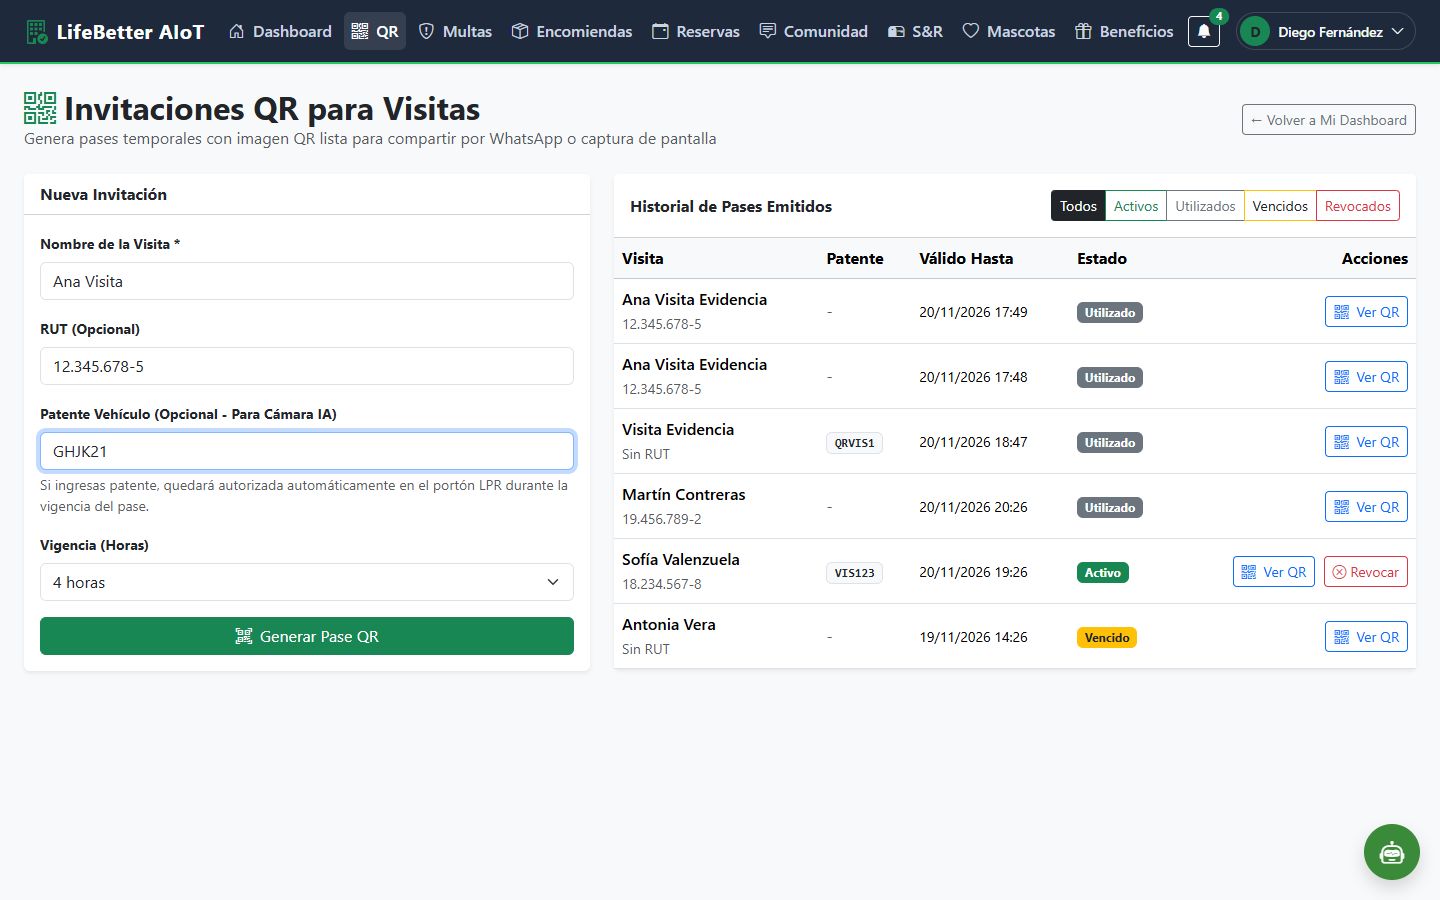 LifeBetter AIoT
Dashboard
QR
Multas
Encomiendas
Reservas
Comunidad
S&R
Mascotas
Beneficios
4
D
Diego Fernández
Invitaciones QR para Visitas
Genera pases temporales con imagen QR lista para compartir por WhatsApp o captura de pantalla
← Volver a Mi Dashboard
Nueva Invitación
Nombre de la Visita *
Ana Visita
RUT (Opcional)
12.345.678-5
Patente Vehículo (Opcional - Para Cámara IA)
GHJK21
Si ingresas patente, quedará autorizada automáticamente en el portón LPR durante la
vigencia del pase.
Vigencia (Horas)
4 horas
Generar Pase QR
Historial de Pases Emitidos
Todos Activos Utilizados Vencidos Revocados
Visita Patente Válido Hasta Estado Acciones
Ana Visita Evidencia
12.345.678-5
- 20/11/2026 17:49 Utilizado Ver QR
Ana Visita Evidencia
12.345.678-5
- 20/11/2026 17:48 Utilizado Ver QR
Visita Evidencia
Sin RUT
QRVIS1 20/11/2026 18:47 Utilizado Ver QR
Martín Contreras
19.456.789-2
- 20/11/2026 20:26 Utilizado Ver QR
Sofía Valenzuela
18.234.567-8
VIS123 20/11/2026 19:26 Activo Ver QR Revocar
Antonia Vera
Sin RUT
- 19/11/2026 14:26 Vencido Ver QR